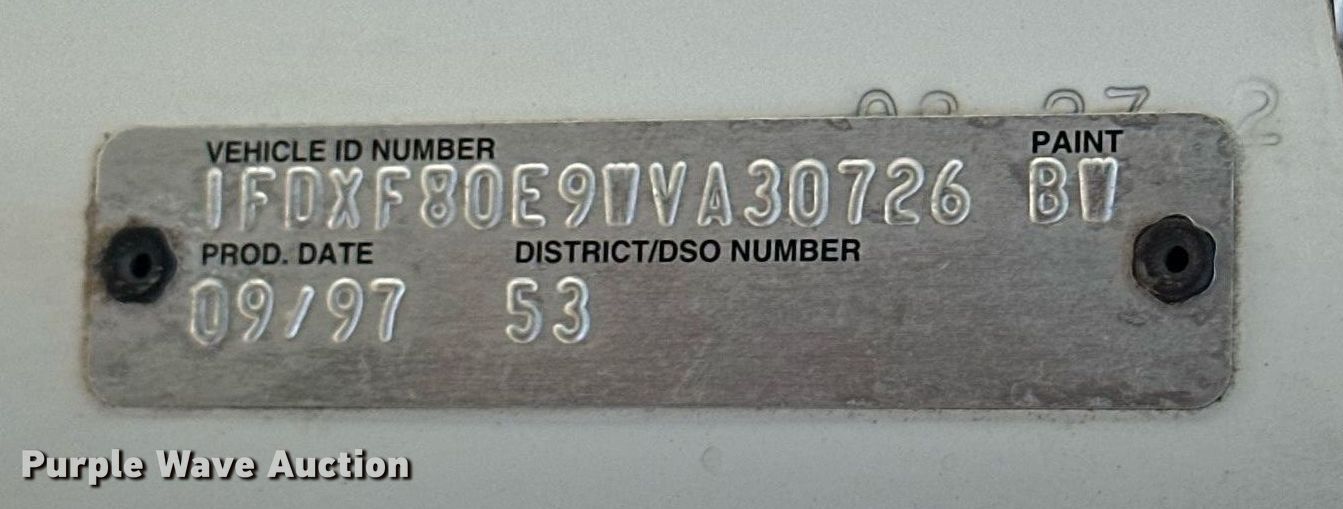 VEHICLE ID NUMBER PAINT
1FDXF80E9WVA30726 BW
PROD. DATE DISTRICT/DSO NUMBER
09/97 53
Purple Wave Auction